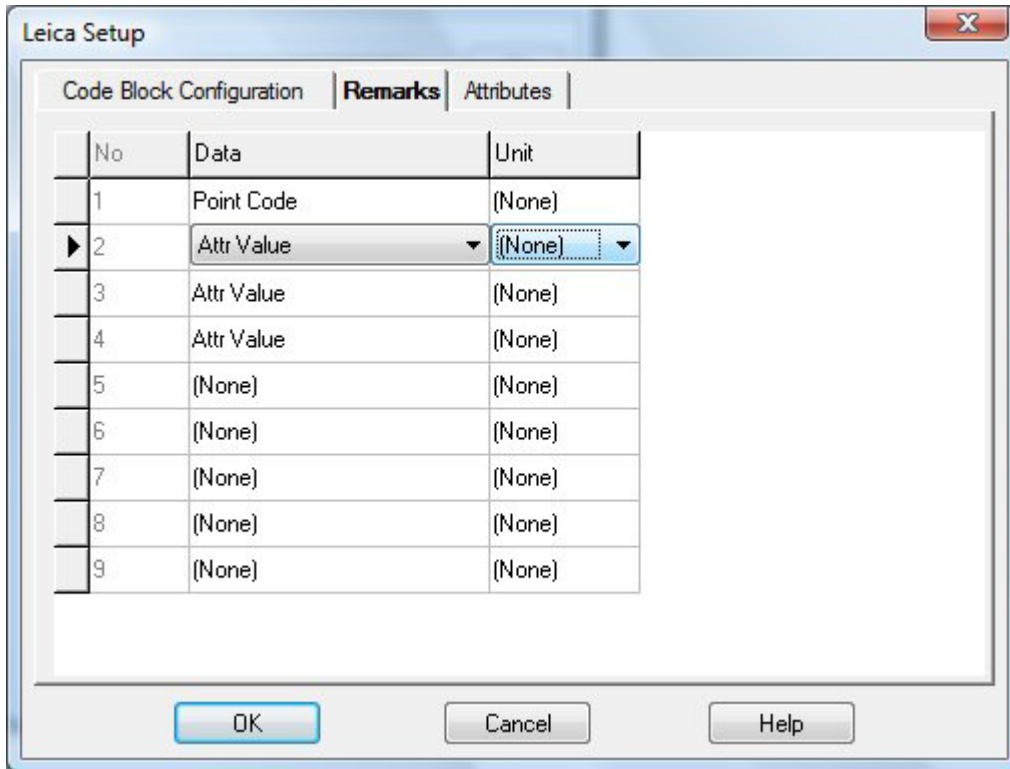 Leica Setup
Code Block Configuration Remarks Attributes
No Data Unit
1 Point Code (None)
2 Attr Value (None)
3 Attr Value (None)
4 Attr Value (None)
5 (None) (None)
6 (None) (None)
7 (None) (None)
8 (None) (None)
9 (None) (None)
OK Cancel Help